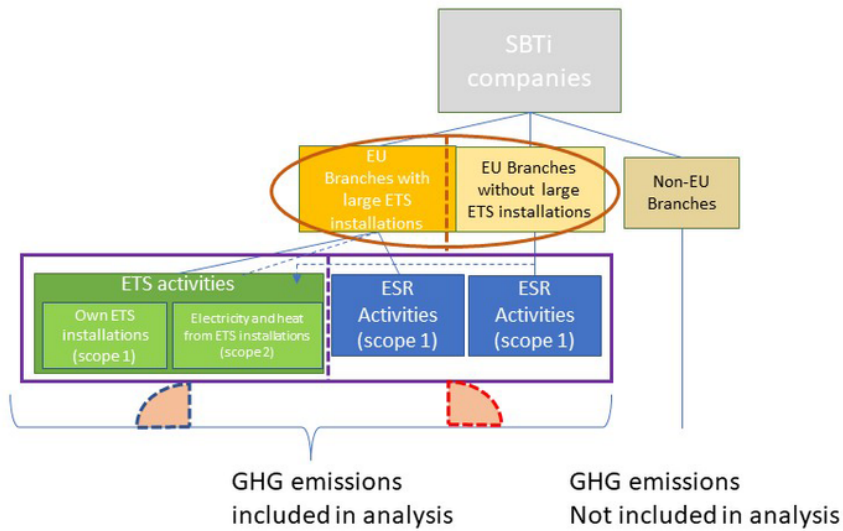 SBTi
companies
EU
Branches with
large ETS
installations
EU Branches
without large
ETS installations
Non-EU
Branches
ETS activities
Own ETS
installations
(scope 1)
Electricity and heat
from ETS installations
(scope 2)
ESR
Activities
(scope 1)
ESR
Activities
(scope 1)
GHG emissions
included in analysis
GHG emissions
Not included in analysis